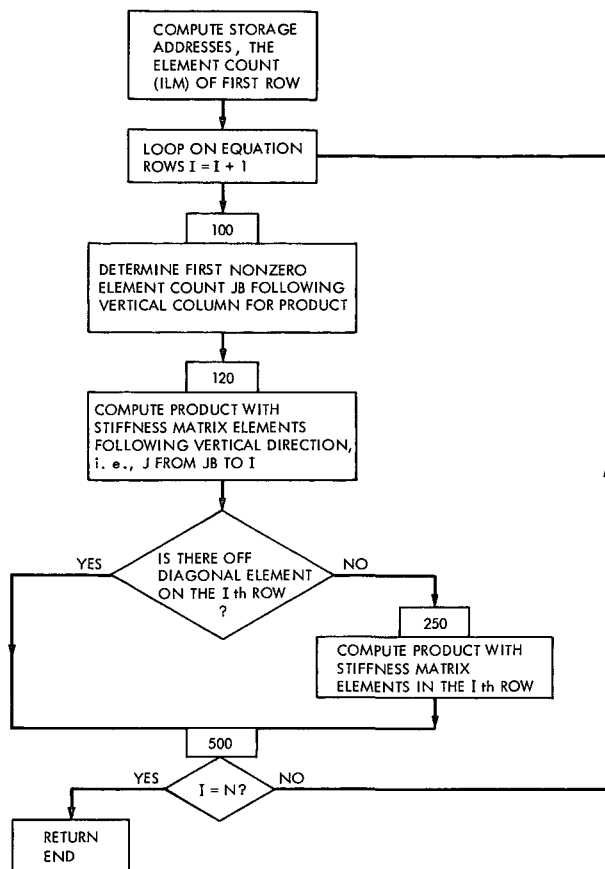 COMPUTE STORAGE
ADDRESSES, THE
ELEMENT COUNT
(ILM) OF FIRST ROW
LOOP ON EQUATION
ROWS I = I + 1
100
DETERMINE FIRST NONZERO
ELEMENT COUNT JB FOLLOWING
VERTICAL COLUMN FOR PRODUCT
120
COMPUTE PRODUCT WITH
STIFFNESS MATRIX ELEMENTS
FOLLOWING VERTICAL DIRECTION,
i. e., J FROM JB TO I
YES
IS THERE OFF
DIAGONAL ELEMENT
ON THE I th ROW
?
NO
250
COMPUTE PRODUCT WITH
STIFFNESS MATRIX
ELEMENTS IN THE I th ROW
500
YES
I = N?
NO
RETURN
END